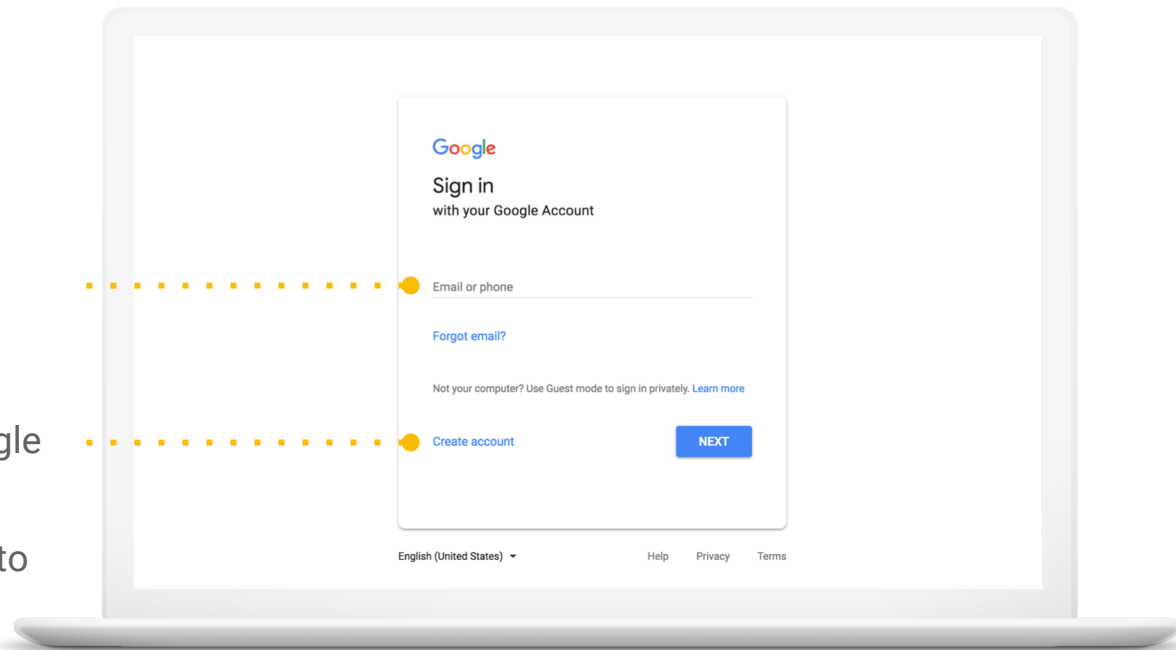 Google
Sign in
with your Google Account
Email or phone
Forgot email?
Not your computer? Use Guest mode to sign in privately. Learn more
gle
Create account NEXT
to
English (United States) Help Privacy Terms